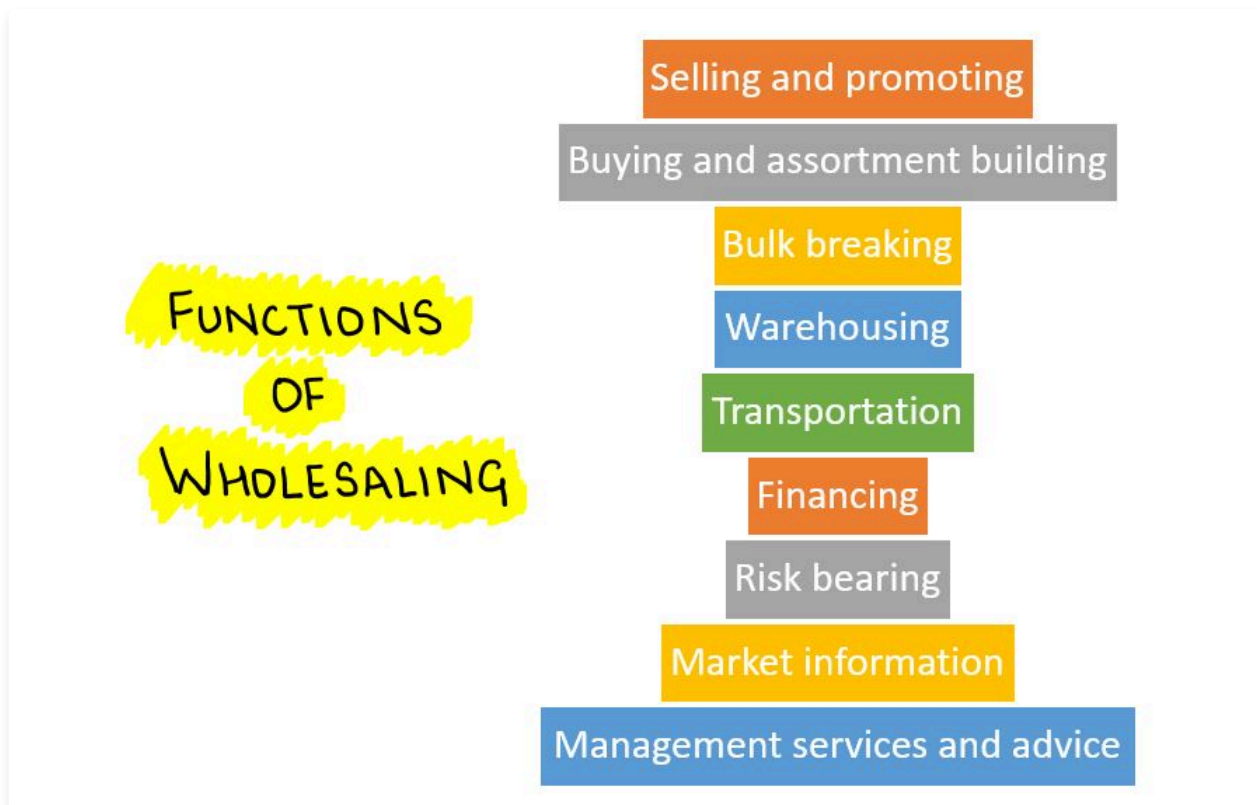 FUNCTIONS
OF
WHOLESALING
Selling and promoting
Buying and assortment building
Bulk breaking
Warehousing
Transportation
Financing
Risk bearing
Market information
Management services and advice